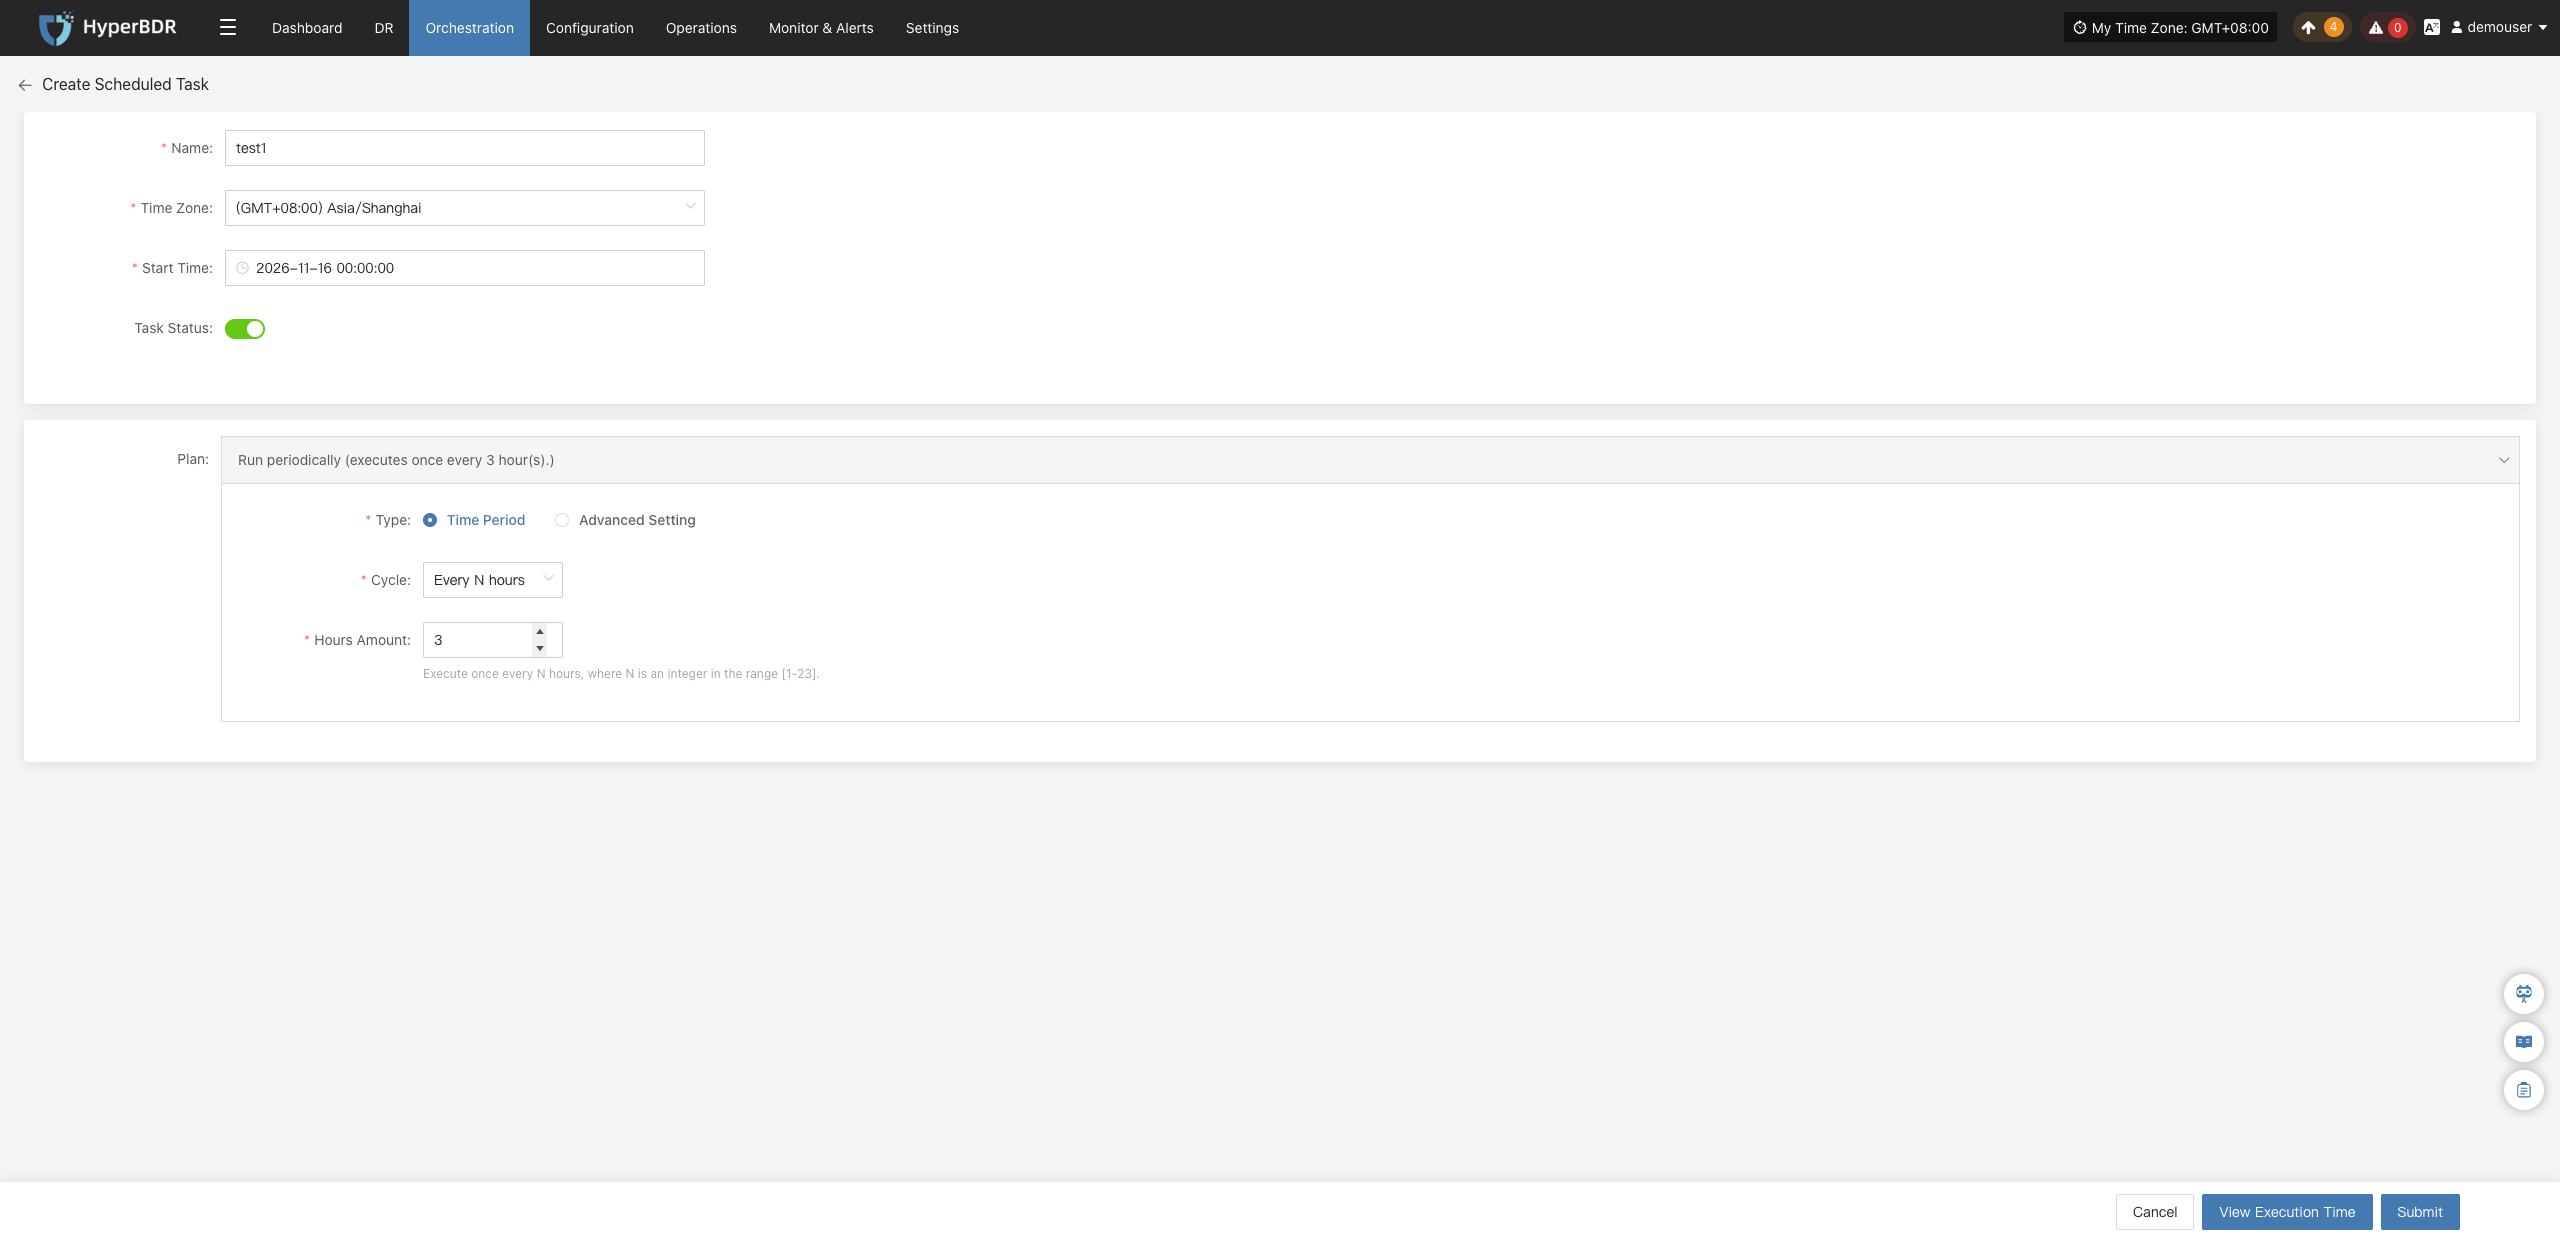 HyperBDR
Dashboard DR Orchestration Configuration Operations Monitor & Alerts Settings
My Time Zone: GMT+08:00 4 0 demouser
Create Scheduled Task
* Name: test1
* Time Zone: (GMT+08:00) Asia/Shanghai
* Start Time: 2026-11-16 00:00:00
Task Status:
Plan: Run periodically (executes once every 3 hour(s).)
* Type: Time Period Advanced Setting
* Cycle: Every N hours
* Hours Amount: 3
Execute once every N hours, where N is an integer in the range [1-23].
Cancel View Execution Time Submit